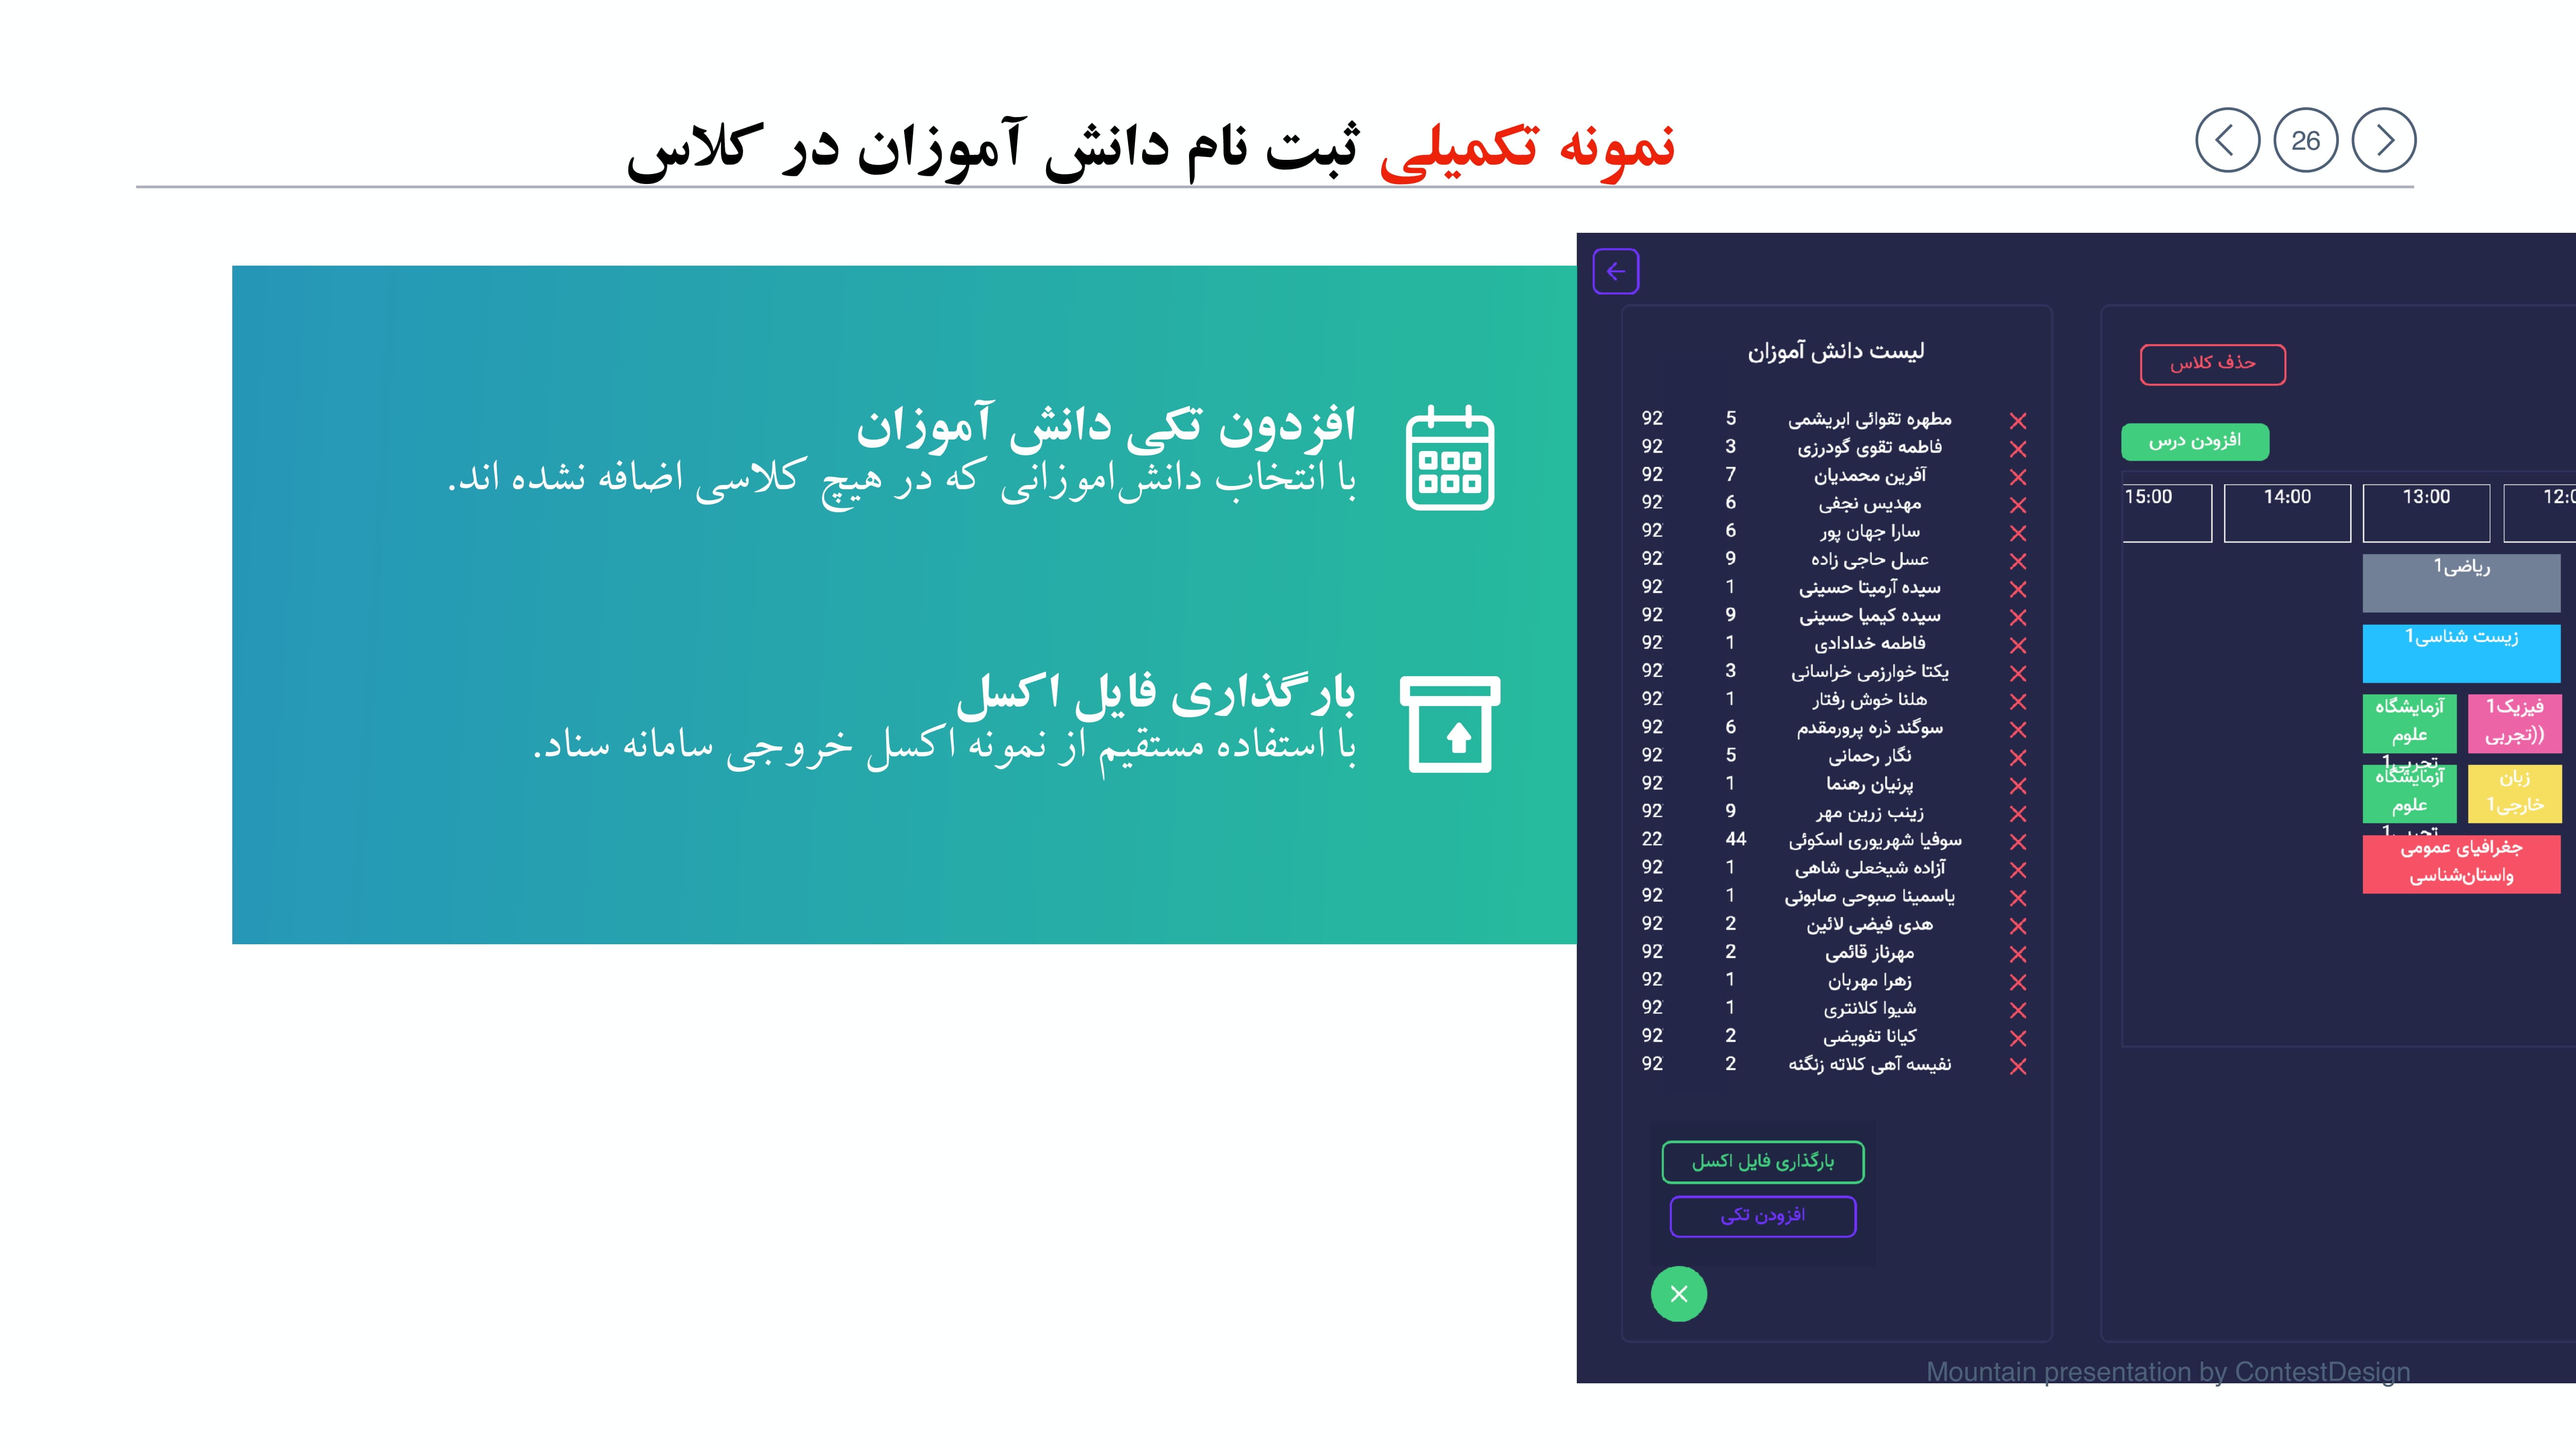 نمونه تکمیلی ثبت نام دانش آموزان در کلاس
26
افزدون تکی دانش آموزان
با انتخاب دانش‌اموزانی که در هیچ کلاسی اضافه نشده اند.
بارگذاری فایل اکسل
با استفاده مستقیم از نمونه اکسل خروجی سامانه سناد.
حذف کلاس
افزودن درس
12:0
13:00
14:00
15:00
ریاضی1
زیست شناسی1
فیزیک1
((تجربی
آزمایشگاه
علوم
تجربی1
زبان
خارجی1
آزمایشگاه
علوم
تجربی1
جغرافیای عمومی
واستان‌شناسی
لیست دانش آموزان
مطهره تقوائی ابریشمی 5 92
فاطمه تقوی گودرزی 3 92
آفرین محمدیان 7 92
مهدیس نجفی 6 92
سارا جهان پور 6 92
عسل حاجی زاده 9 92
سیده آرمیتا حسینی 1 92
سیده کیمیا حسینی 9 92
فاطمه خدادادی 1 92
یکتا خوارزمی خراسانی 3 92
هلنا خوش رفتار 1 92
سوگند ذره پرورمقدم 6 92
نگار رحمانی 5 92
پرنیان رهنما 1 92
زینب زرین مهر 9 92
سوفیا شهریوری اسکوئی 44 22
آزاده شیخعلی شاهی 1 92
یاسمینا صبوحی صابونی 1 92
هدی فیضی لائین 2 92
مهرناز قائمی 2 92
زهرا مهربان 1 92
شیوا کلانتری 1 92
کیانا تفویضی 2 92
نفیسه آهی کلاته زنگنه 2 92
بارگذاری فایل اکسل
افزودن تکی
Mountain presentation by ContestDesign